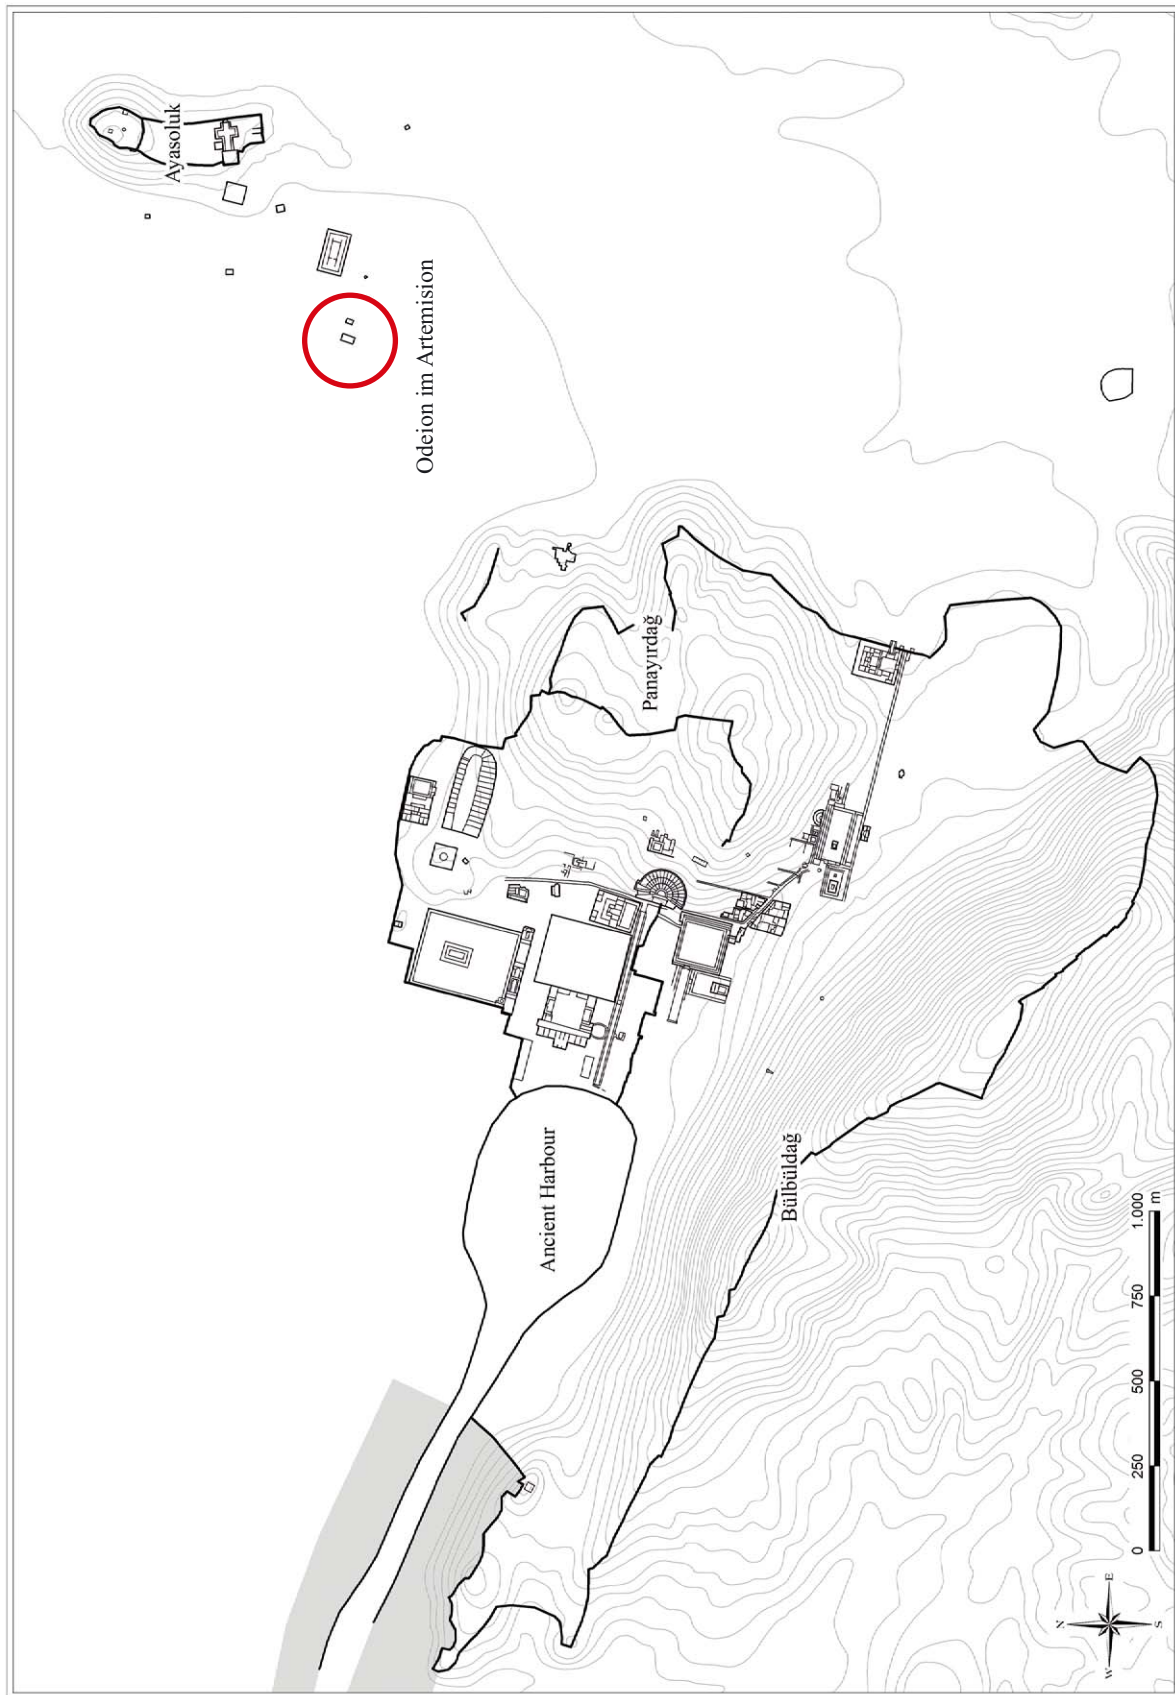 Ayasoluk
Odeion im Artemision
Panayırdağ
Ancient Harbour
Bülbüldağ
0 250 500 750 1.000
m
N
W E
S